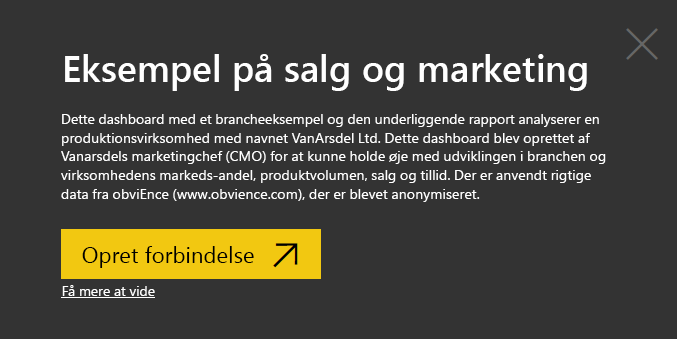 Eksempel på salg og marketing
Dette dashboard med et brancheeksempel og den underliggende rapport analyserer en
produktionsvirksomhed med navnet VanArsdel Ltd. Dette dashboard blev oprettet af
Vanarsdels marketingchef (CMO) for at kunne holde øje med udviklingen i branchen og
virksomhedens markeds-andel, produktvolumen, salg og tillid. Der er anvendt rigtige
data fra obviEnce (www.obvience.com), der er blevet anonymiseret.
Opret forbindelse
Få mere at vide